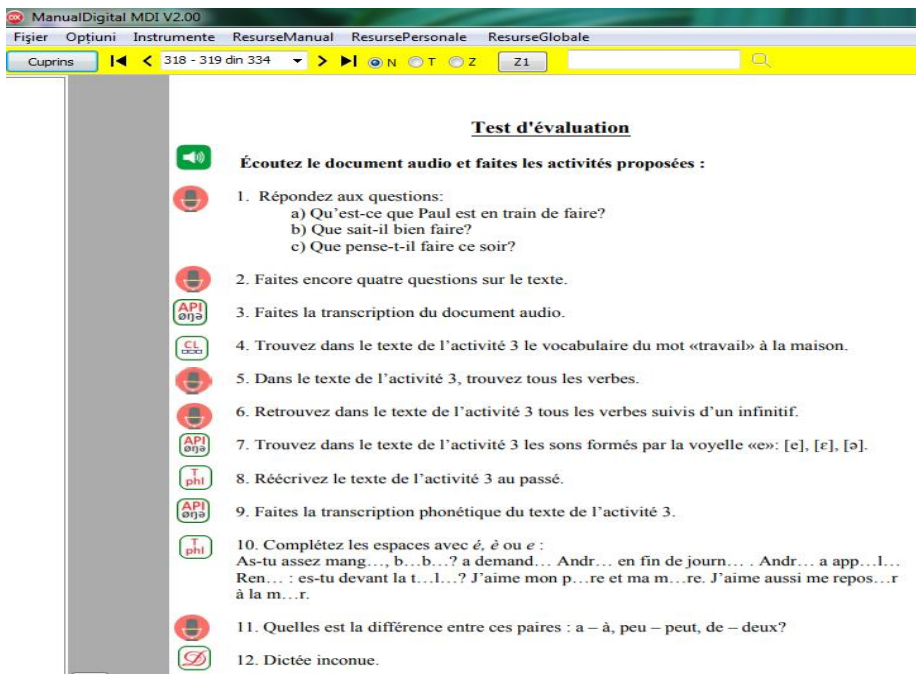 ManualDigital MDI V2.00
Fişier Opţiuni Instrumente ResurseManual ResursePersonale ResurseGlobale
Cuprins 318 - 319 din 334 N T Z Z1
Test d'évaluation
Écoutez le document audio et faites les activités proposées :
1. Répondez aux questions:
a) Qu'est-ce que Paul est en train de faire?
b) Que sait-il bien faire?
c) Que pense-t-il faire ce soir?
2. Faites encore quatre questions sur le texte.
API
øŋə
3. Faites la transcription du document audio.
CL
4. Trouvez dans le texte de l'activité 3 le vocabulaire du mot «travail» à la maison.
5. Dans le texte de l'activité 3, trouvez tous les verbes.
6. Retrouvez dans le texte de l'activité 3 tous les verbes suivis d'un infinitif.
API
øŋə
7. Trouvez dans le texte de l'activité 3 les sons formés par la voyelle «e»: [e], [ɛ], [ə].
T
phI
8. Réécrivez le texte de l'activité 3 au passé.
API
øŋə
9. Faites la transcription phonétique du texte de l'activité 3.
T
phI
10. Complétez les espaces avec é, è ou e :
As-tu assez mang…, b…b…? a demand… Andr… en fin de journ… . Andr… a app…l…
Ren… : es-tu devant la t…l…? J'aime mon p…re et ma m…re. J'aime aussi me repos…r
à la m…r.
11. Quelles est la différence entre ces paires : a – à, peu – peut, de – deux?
D
12. Dictée inconue.